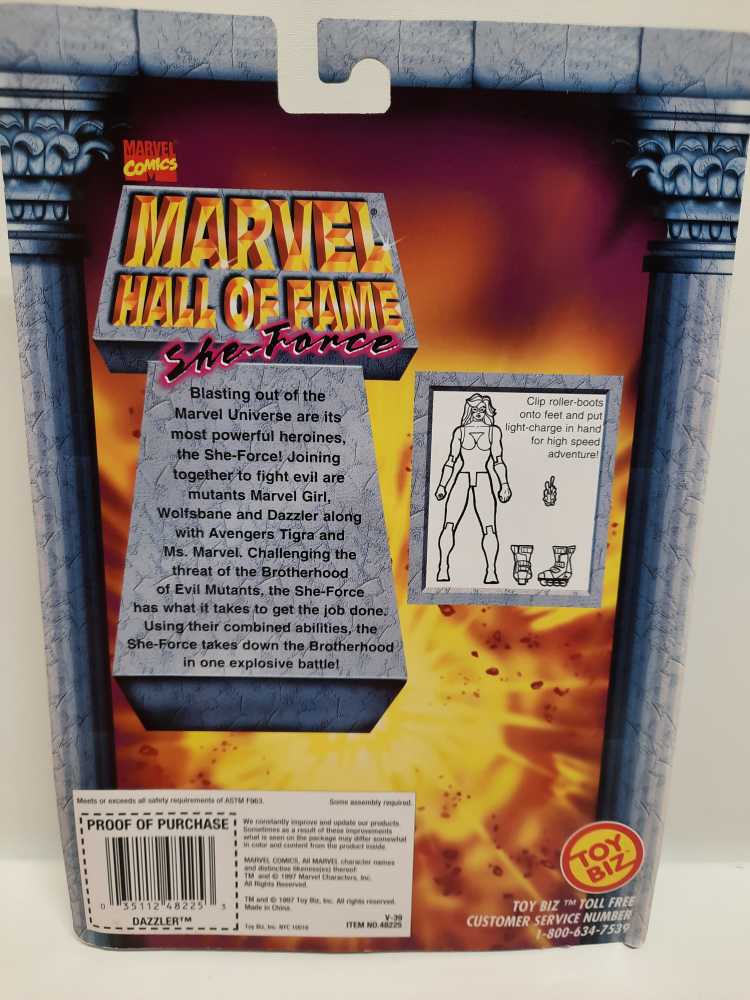 MARVEL
COMICS
MARVEL®
HALL OF FAME
She-Force
Blasting out of the
Marvel Universe are its
most powerful heroines,
the She-Force! Joining
together to fight evil are
mutants Marvel Girl,
Wolfsbane and Dazzler along
with Avengers Tigra and
Ms. Marvel. Challenging the
threat of the Brotherhood
of Evil Mutants, the She-Force
has what it takes to get the job done.
Using their combined abilities, the
She-Force takes down the Brotherhood
in one explosive battle!
Clip roller-boots
onto feet and put
light-charge in hand
for high speed
adventure!
Meets or exceeds all safety requirements of ASTM F963.
Some assembly required.
PROOF OF PURCHASE
0 35112 48225 3
DAZZLER™
We constantly improve and update our products.
Sometimes as a result of these improvements
what is seen on the package may differ somewhat
in color and content from the product inside.
MARVEL COMICS, All MARVEL character names
and distinctive likeness(es) thereof:
TM and © 1997 Marvel Characters, Inc.
All Rights Reserved.
TM and © 1997 Toy Biz, Inc. All rights reserved.
Made in China.
Toy Biz, Inc. NYC 10016
V-39
ITEM NO.48225
TOY
BIZ
TOY BIZ ™ TOLL FREE
CUSTOMER SERVICE NUMBER
1-800-634-7539